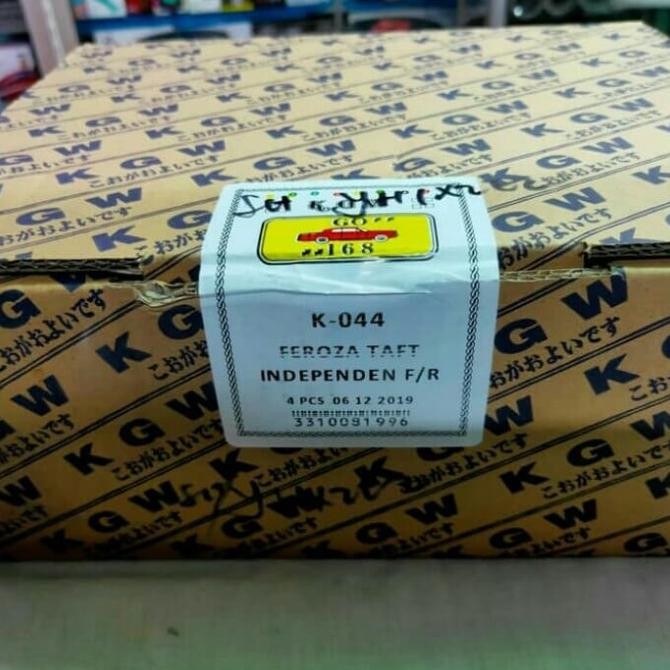 K G W
こおがおよいです
GO
168
K-044
FEROZA TAFT
INDEPENDEN F/R
4 PCS 06 12 2019
3310081996